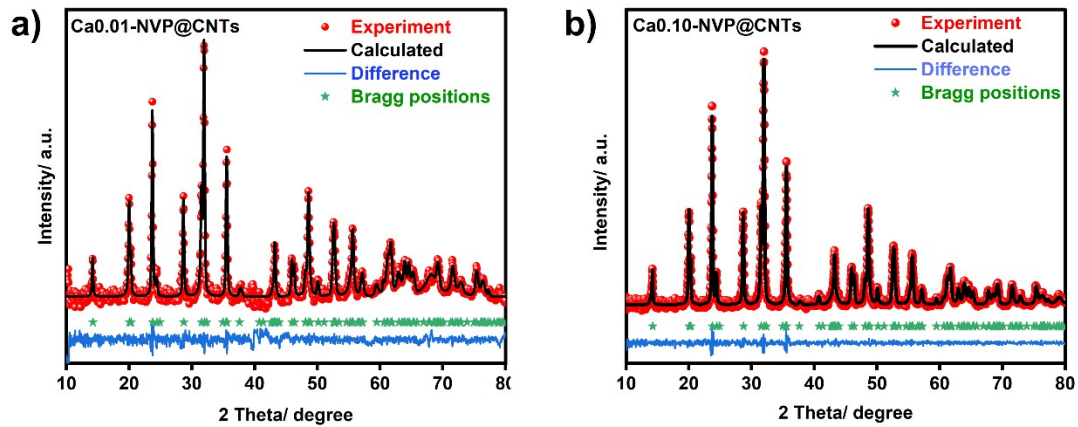 a)
Ca0.01-NVP@CNTs
Experiment
Calculated
Difference
Bragg positions
Intensity/ a.u.
10 20 30 40 50 60 70 80
2 Theta/ degree
b)
Ca0.10-NVP@CNTs
Experiment
Calculated
Difference
Bragg positions
Intensity/ a.u.
10 20 30 40 50 60 70 80
2 Theta/ degree